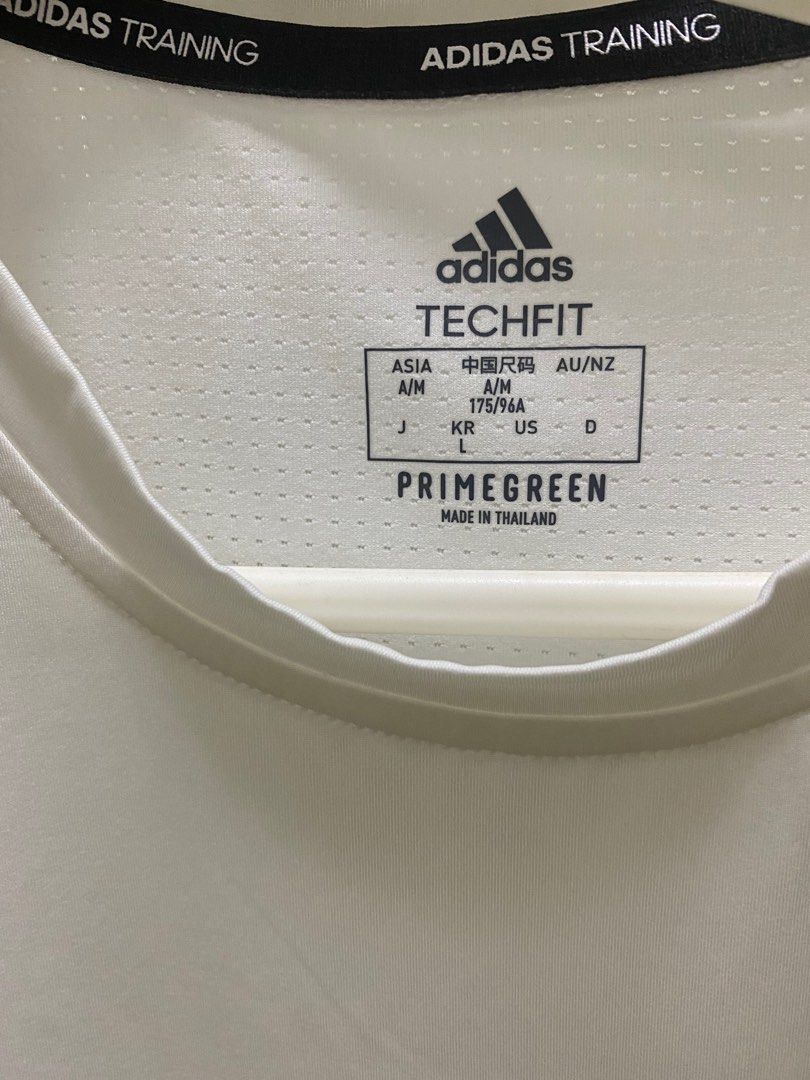 ADIDAS TRAINING ADIDAS TRAINING
adidas
TECHFIT
ASIA 中国尺码 AU/NZ
A/M A/M
175/96A
J KR US D
L
PRIMEGREEN
MADE IN THAILAND